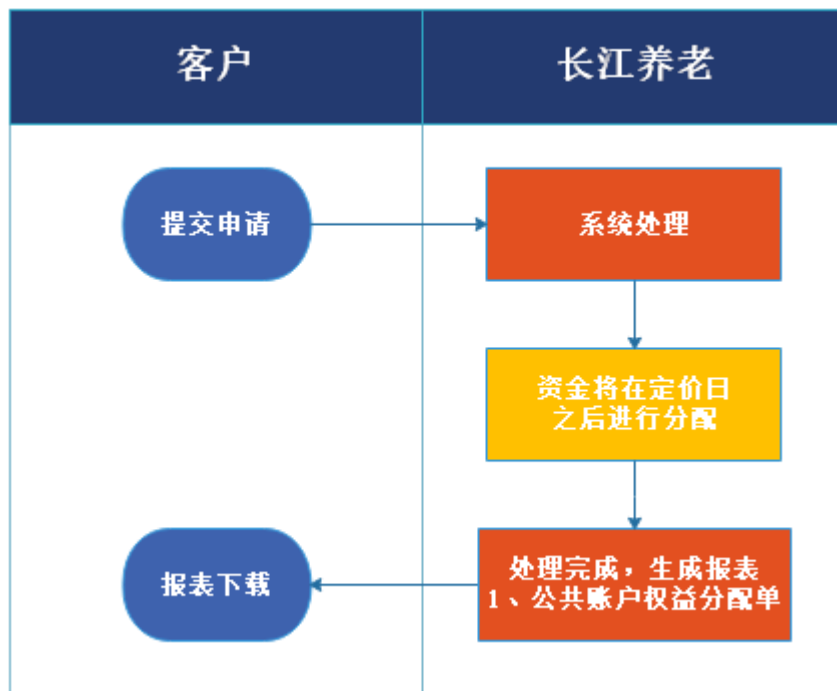 客户
长江养老
提交申请
系统处理
资金将在定价日
之后进行分配
报表下载
处理完成，生成报表
1、公共账户权益分配单